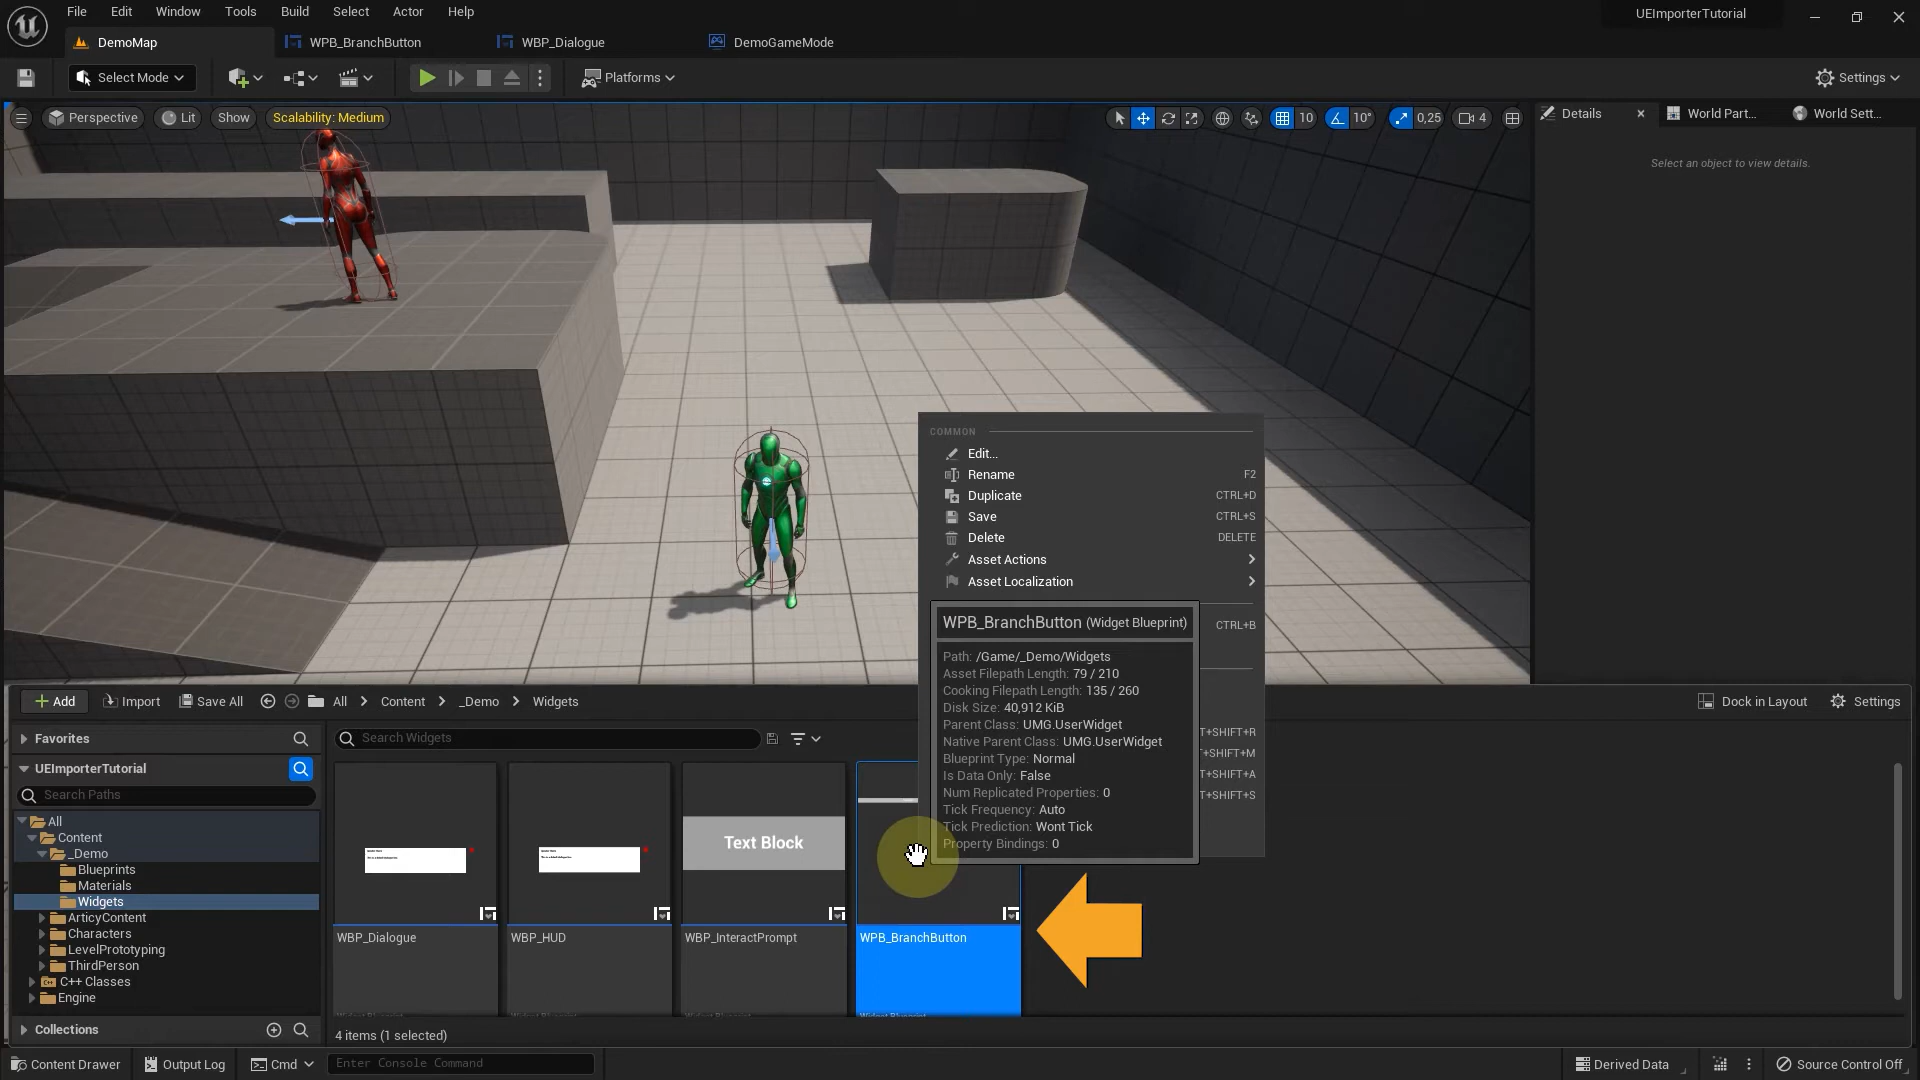 File Edit Window Tools Build Select Actor Help
UEImporterTutorial
DemoMap
WPB_BranchButton
WBP_Dialogue
DemoGameMode
Select Mode
Platforms
Settings
Perspective
Lit
Show
Scalability: Medium
10
10°
0,25
4
Details
World Part...
World Sett...
Select an object to view details.
COMMON
Edit...
Rename F2
Duplicate CTRL+D
Save CTRL+S
Delete DELETE
Asset Actions
Asset Localization
CTRL+B
T+SHIFT+R
T+SHIFT+M
T+SHIFT+A
T+SHIFT+S
WPB_BranchButton (Widget Blueprint)
Path: /Game/_Demo/Widgets
Asset Filepath Length: 79 / 210
Cooking Filepath Length: 135 / 260
Disk Size: 40,912 KiB
Parent Class: UMG.UserWidget
Native Parent Class: UMG.UserWidget
Blueprint Type: Normal
Is Data Only: False
Num Replicated Properties: 0
Tick Frequency: Auto
Tick Prediction: Wont Tick
Property Bindings: 0
Add
Import
Save All
All
Content
_Demo
Widgets
Dock in Layout
Settings
Favorites
UEImporterTutorial
Search Paths
All
Content
_Demo
Blueprints
Materials
Widgets
ArticyContent
Characters
LevelPrototyping
ThirdPerson
C++ Classes
Engine
Collections
Search Widgets
Text Block
WBP_Dialogue
WBP_HUD
WBP_InteractPrompt
WPB_BranchButton
4 items (1 selected)
Content Drawer
Output Log
Cmd
Enter Console Command
Derived Data
Source Control Off